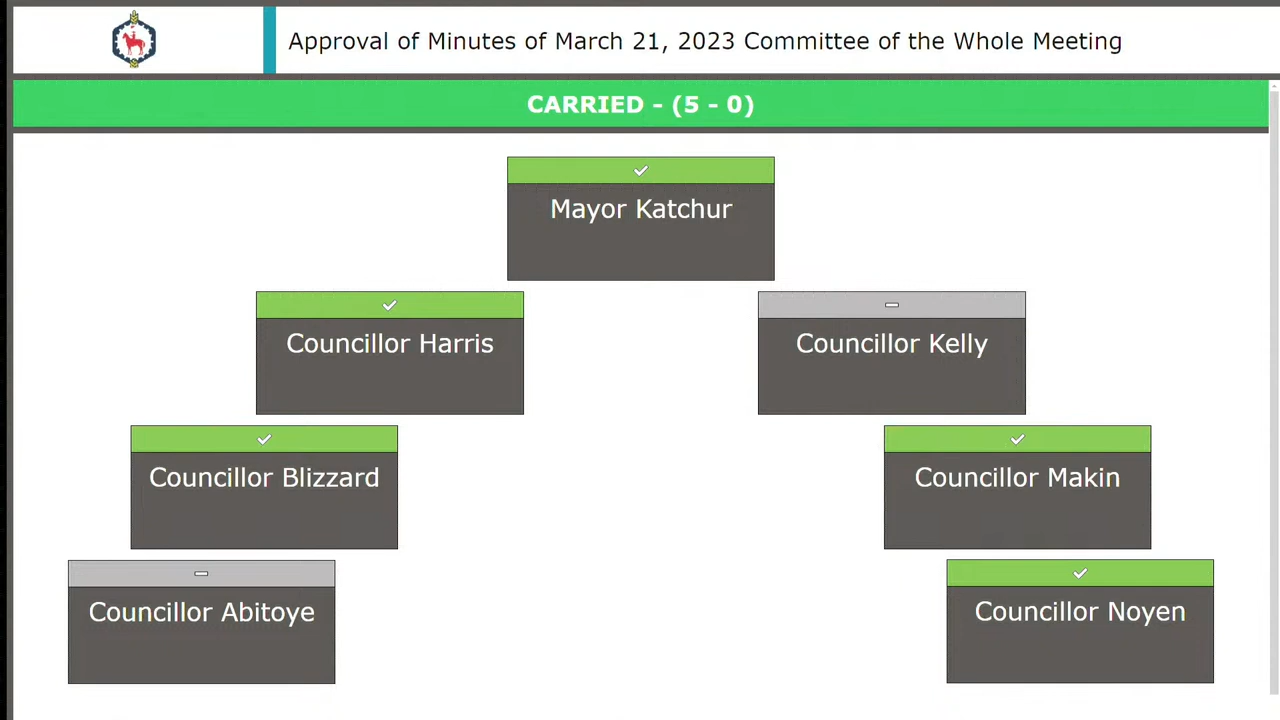 Approval of Minutes of March 21, 2023 Committee of the Whole Meeting
CARRIED - (5 - 0)
Mayor Katchur
Councillor Harris
Councillor Kelly
Councillor Blizzard
Councillor Makin
Councillor Abitoye
Councillor Noyen